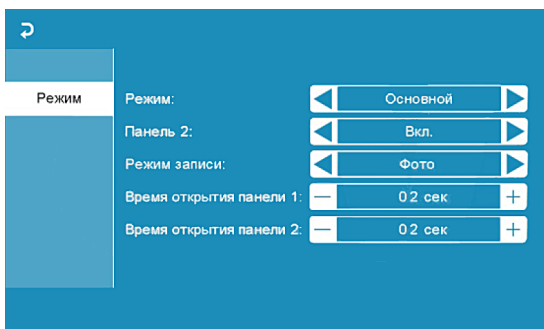 Режим
Режим: Основной
Панель 2: Вкл.
Режим записи: Фото
Время открытия панели 1: — 02 сек +
Время открытия панели 2: — 02 сек +